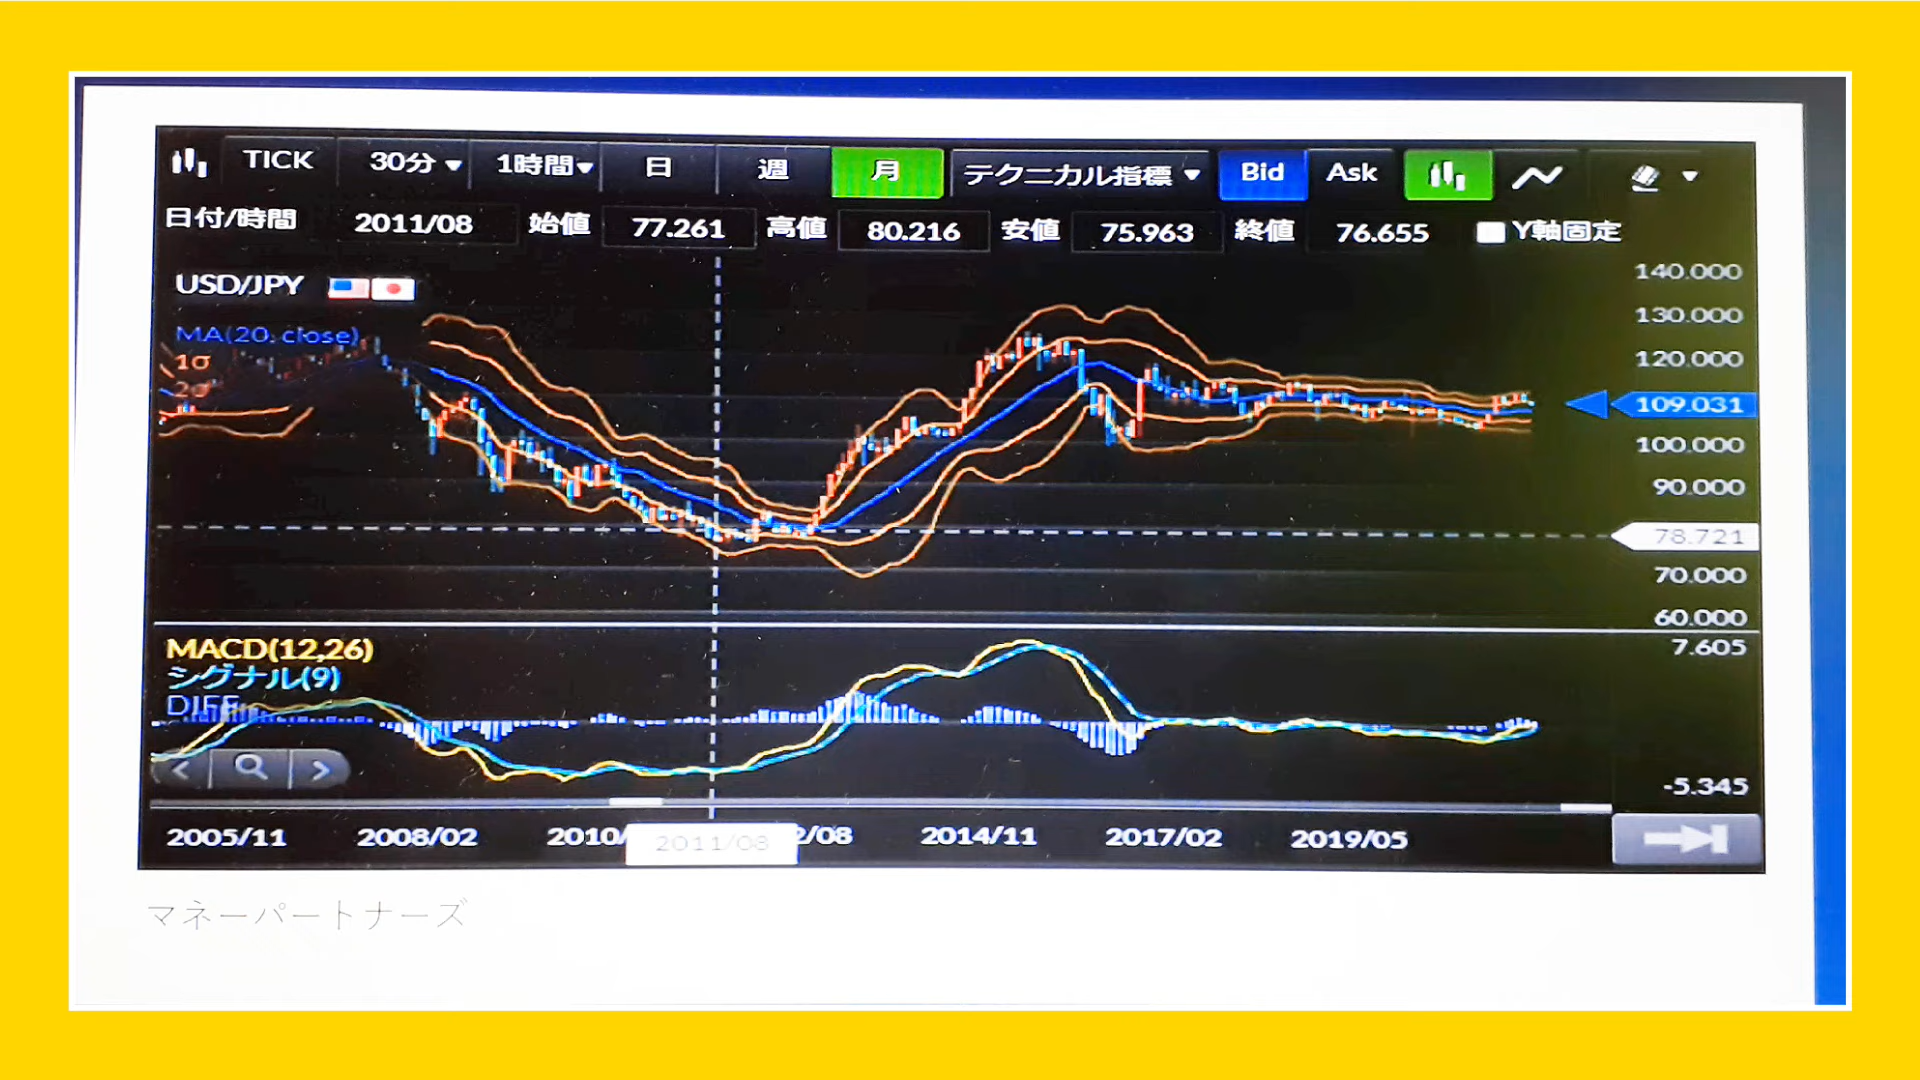 TICK 30分 1時間 日 週 月 テクニカル指標 Bid Ask
日付/時間 2011/08 始値 77.261 高値 80.216 安値 75.963 終値 76.655 Y軸固定
USD/JPY
MA(20, close)
1σ
2σ
140.000
130.000
120.000
109.031
100.000
90.000
78.721
70.000
60.000
MACD(12,26)
シグナル(9)
DIFF
7.605
-5.345
2005/11 2008/02 2010/ 2011/08 2/08 2014/11 2017/02 2019/05
マネーパートナーズ